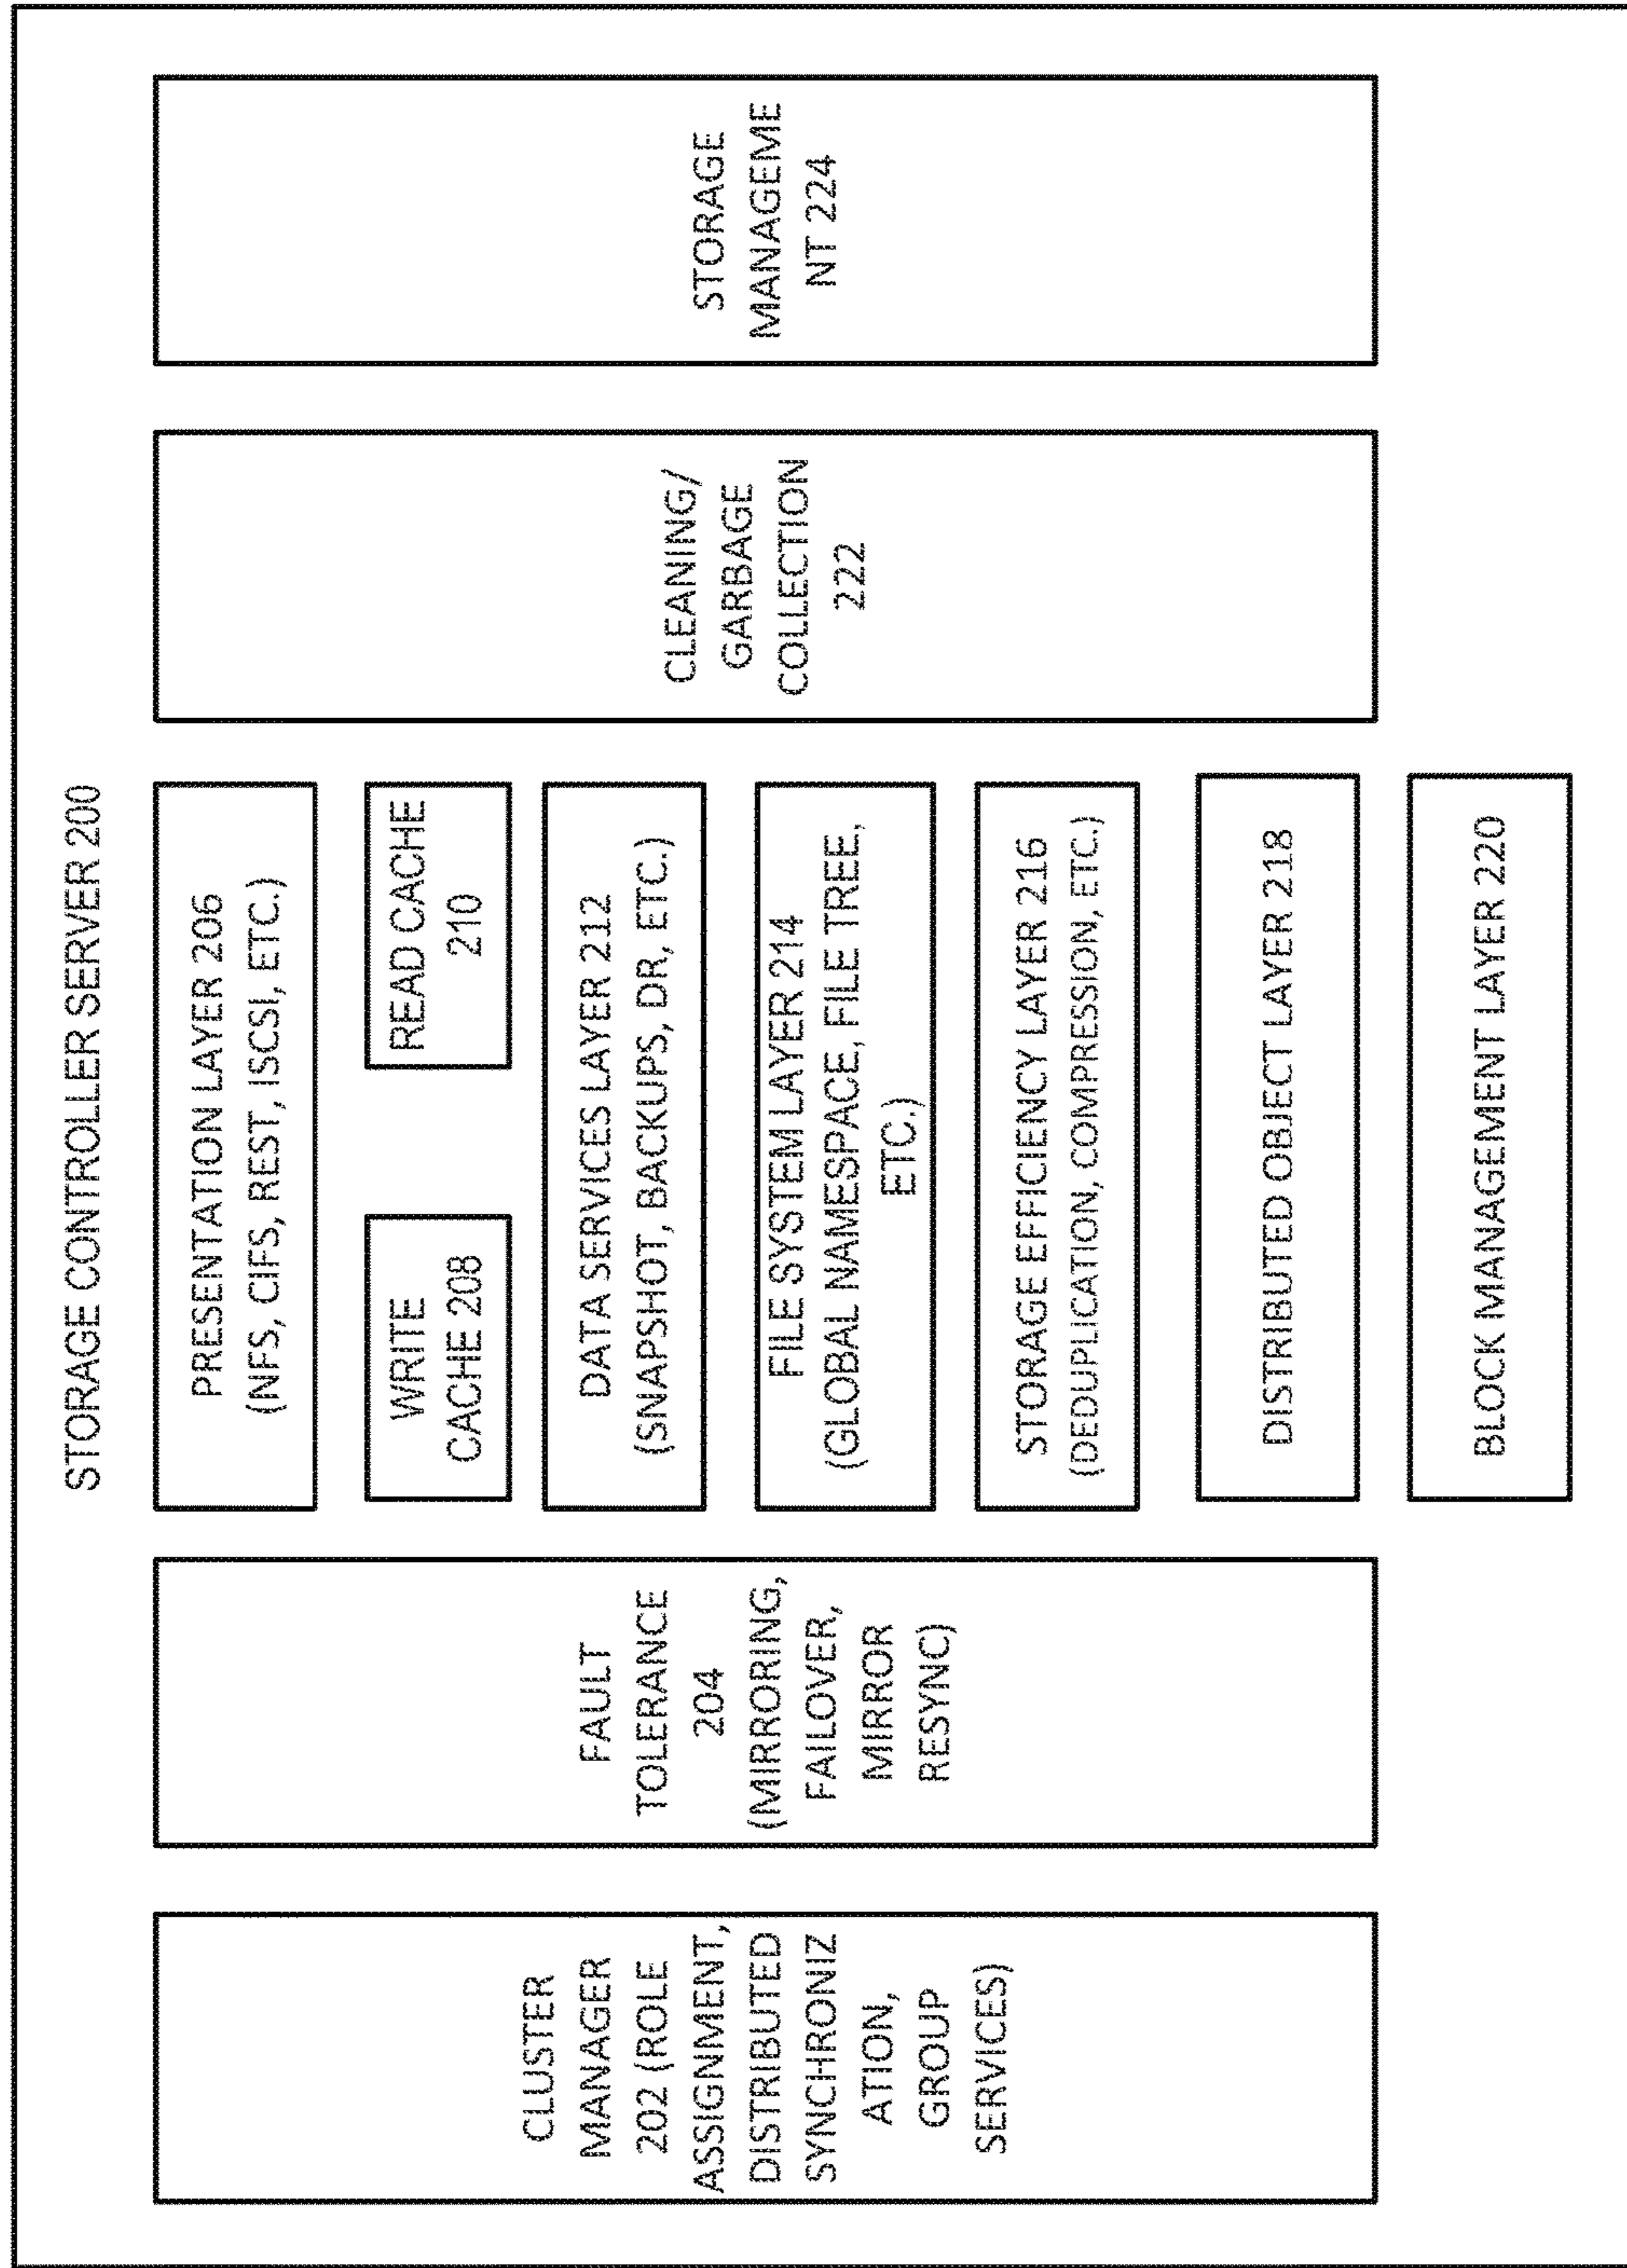 STORAGE CONTROLLER SERVER 200
CLUSTER
MANAGER
202 (ROLE
ASSIGNMENT,
DISTRIBUTED
SYNCHRONIZ
ATION,
GROUP
SERVICES)
FAULT
TOLERANCE
204
(MIRRORING,
FAILOVER,
MIRROR
RESYNC)
PRESENTATION LAYER 206
(NFS, CIFS, REST, ISCSI, ETC.)
WRITE
CACHE 208
READ CACHE
210
DATA SERVICES LAYER 212
(SNAPSHOT, BACKUPS, DR, ETC.)
FILE SYSTEM LAYER 214
(GLOBAL NAMESPACE, FILE TREE,
ETC.)
STORAGE EFFICIENCY LAYER 216
(DEDUPLICATION, COMPRESSION, ETC.)
DISTRIBUTED OBJECT LAYER 218
BLOCK MANAGEMENT LAYER 220
CLEANING/
GARBAGE
COLLECTION
222
STORAGE
MANAGEME
NT 224